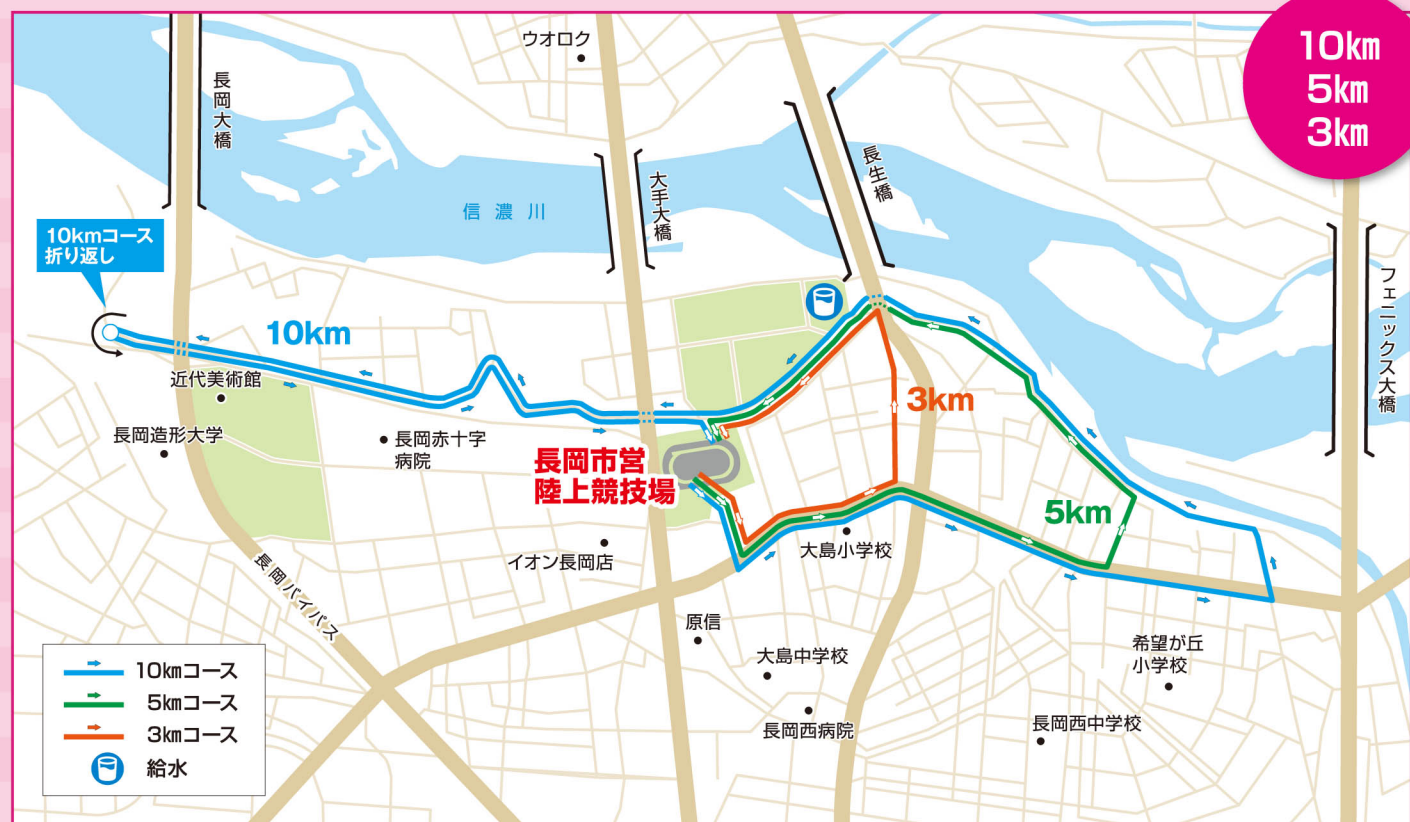 10km
5km
3km
ウオロク
長岡大橋
信濃川
大手大橋
長生橋
フェニックス大橋
10kmコース
折り返し
10km
近代美術館
長岡造形大学
長岡赤十字
病院
長岡市営
陸上競技場
3km
5km
大島小学校
イオン長岡店
長岡バイパス
原信
大島中学校
長岡西病院
希望が丘
小学校
長岡西中学校
10kmコース
5kmコース
3kmコース
給水